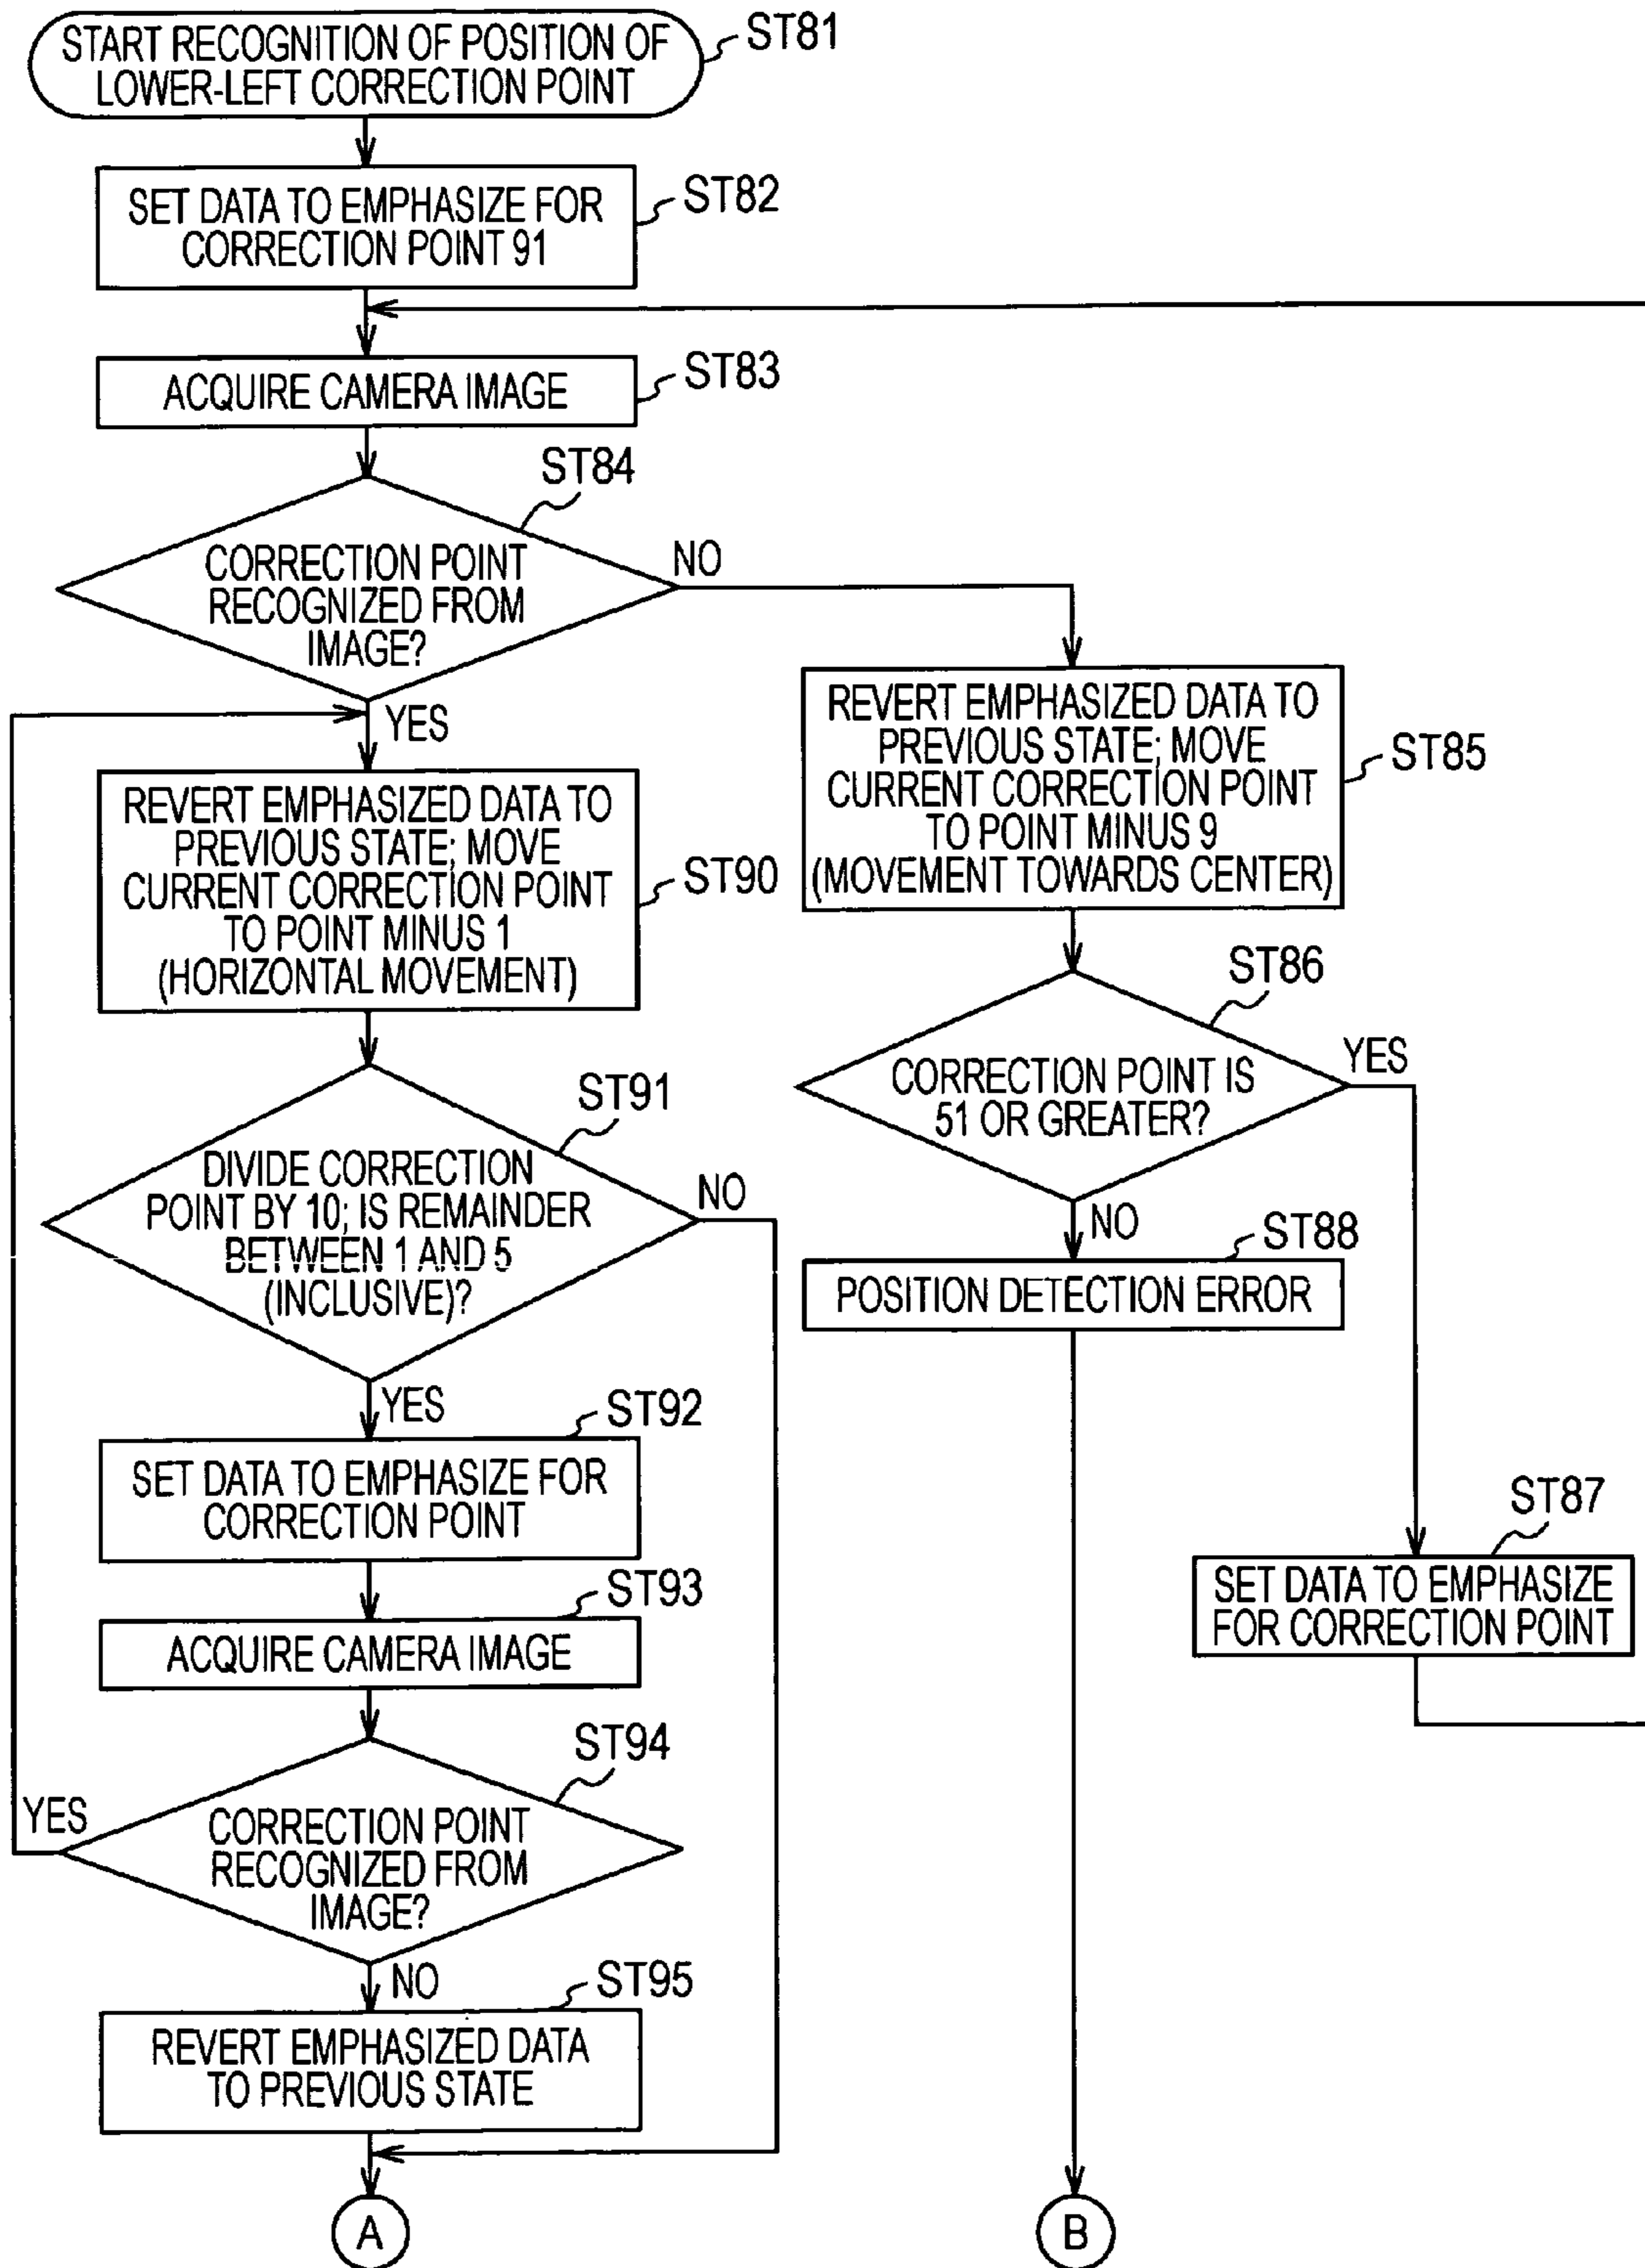 START RECOGNITION OF POSITION OF
LOWER-LEFT CORRECTION POINT
ST81
SET DATA TO EMPHASIZE FOR
CORRECTION POINT 91
ST82
ACQUIRE CAMERA IMAGE
ST83
ST84
CORRECTION POINT
RECOGNIZED FROM
IMAGE?
NO
YES
REVERT EMPHASIZED DATA TO
PREVIOUS STATE; MOVE
CURRENT CORRECTION POINT
TO POINT MINUS 9
(MOVEMENT TOWARDS CENTER)
ST85
REVERT EMPHASIZED DATA TO
PREVIOUS STATE; MOVE
CURRENT CORRECTION POINT
TO POINT MINUS 1
(HORIZONTAL MOVEMENT)
ST90
ST86
CORRECTION POINT IS
51 OR GREATER?
YES
NO
ST91
DIVIDE CORRECTION
POINT BY 10; IS REMAINDER
BETWEEN 1 AND 5
(INCLUSIVE)?
NO
YES
ST88
POSITION DETECTION ERROR
ST92
SET DATA TO EMPHASIZE FOR
CORRECTION POINT
ST87
SET DATA TO EMPHASIZE
FOR CORRECTION POINT
ST93
ACQUIRE CAMERA IMAGE
ST94
CORRECTION POINT
RECOGNIZED FROM
IMAGE?
YES
NO
ST95
REVERT EMPHASIZED DATA
TO PREVIOUS STATE
A
B